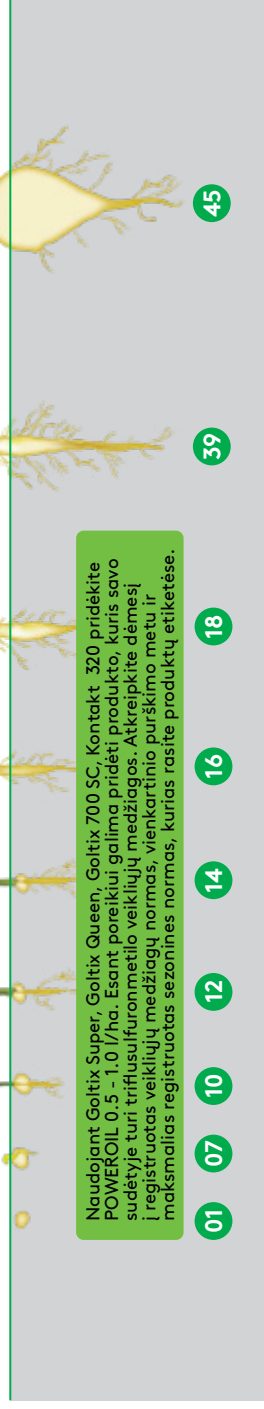 Naudojant Goltix Super, Goltix Queen, Goltix 700 SC, Kontakt 320 pridėkite
POWEROIL 0.5 - 1.0 l/ha. Esant poreikiui galima pridėti produkto, kuris savo
sudėtyje turi triflusulfuronmetilo veikliųjų medžiagos. Atkreipkite dėmesį
į registruotas veikliųjų medžiagų normas, vienkartinio purškimo metu ir
maksmalias registruotas sezonines normas, kurias rasite produktų etiketėse.
01 07 10 12 14 16 18 39 45